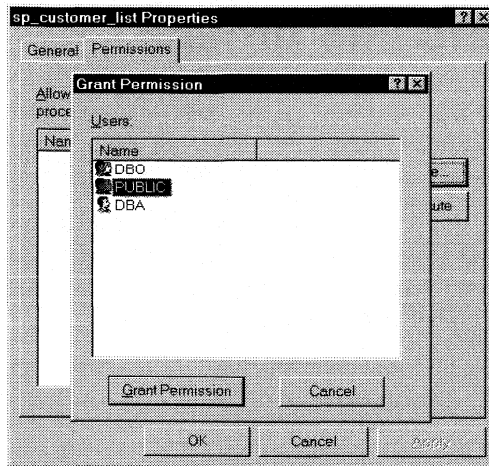 sp_customer_list Properties
General Permissions
Allow
proce
Nam
Grant Permission
Users:
Name
DBO
PUBLIC
DBA
e...
ute
Grant Permission Cancel
OK Cancel Apply